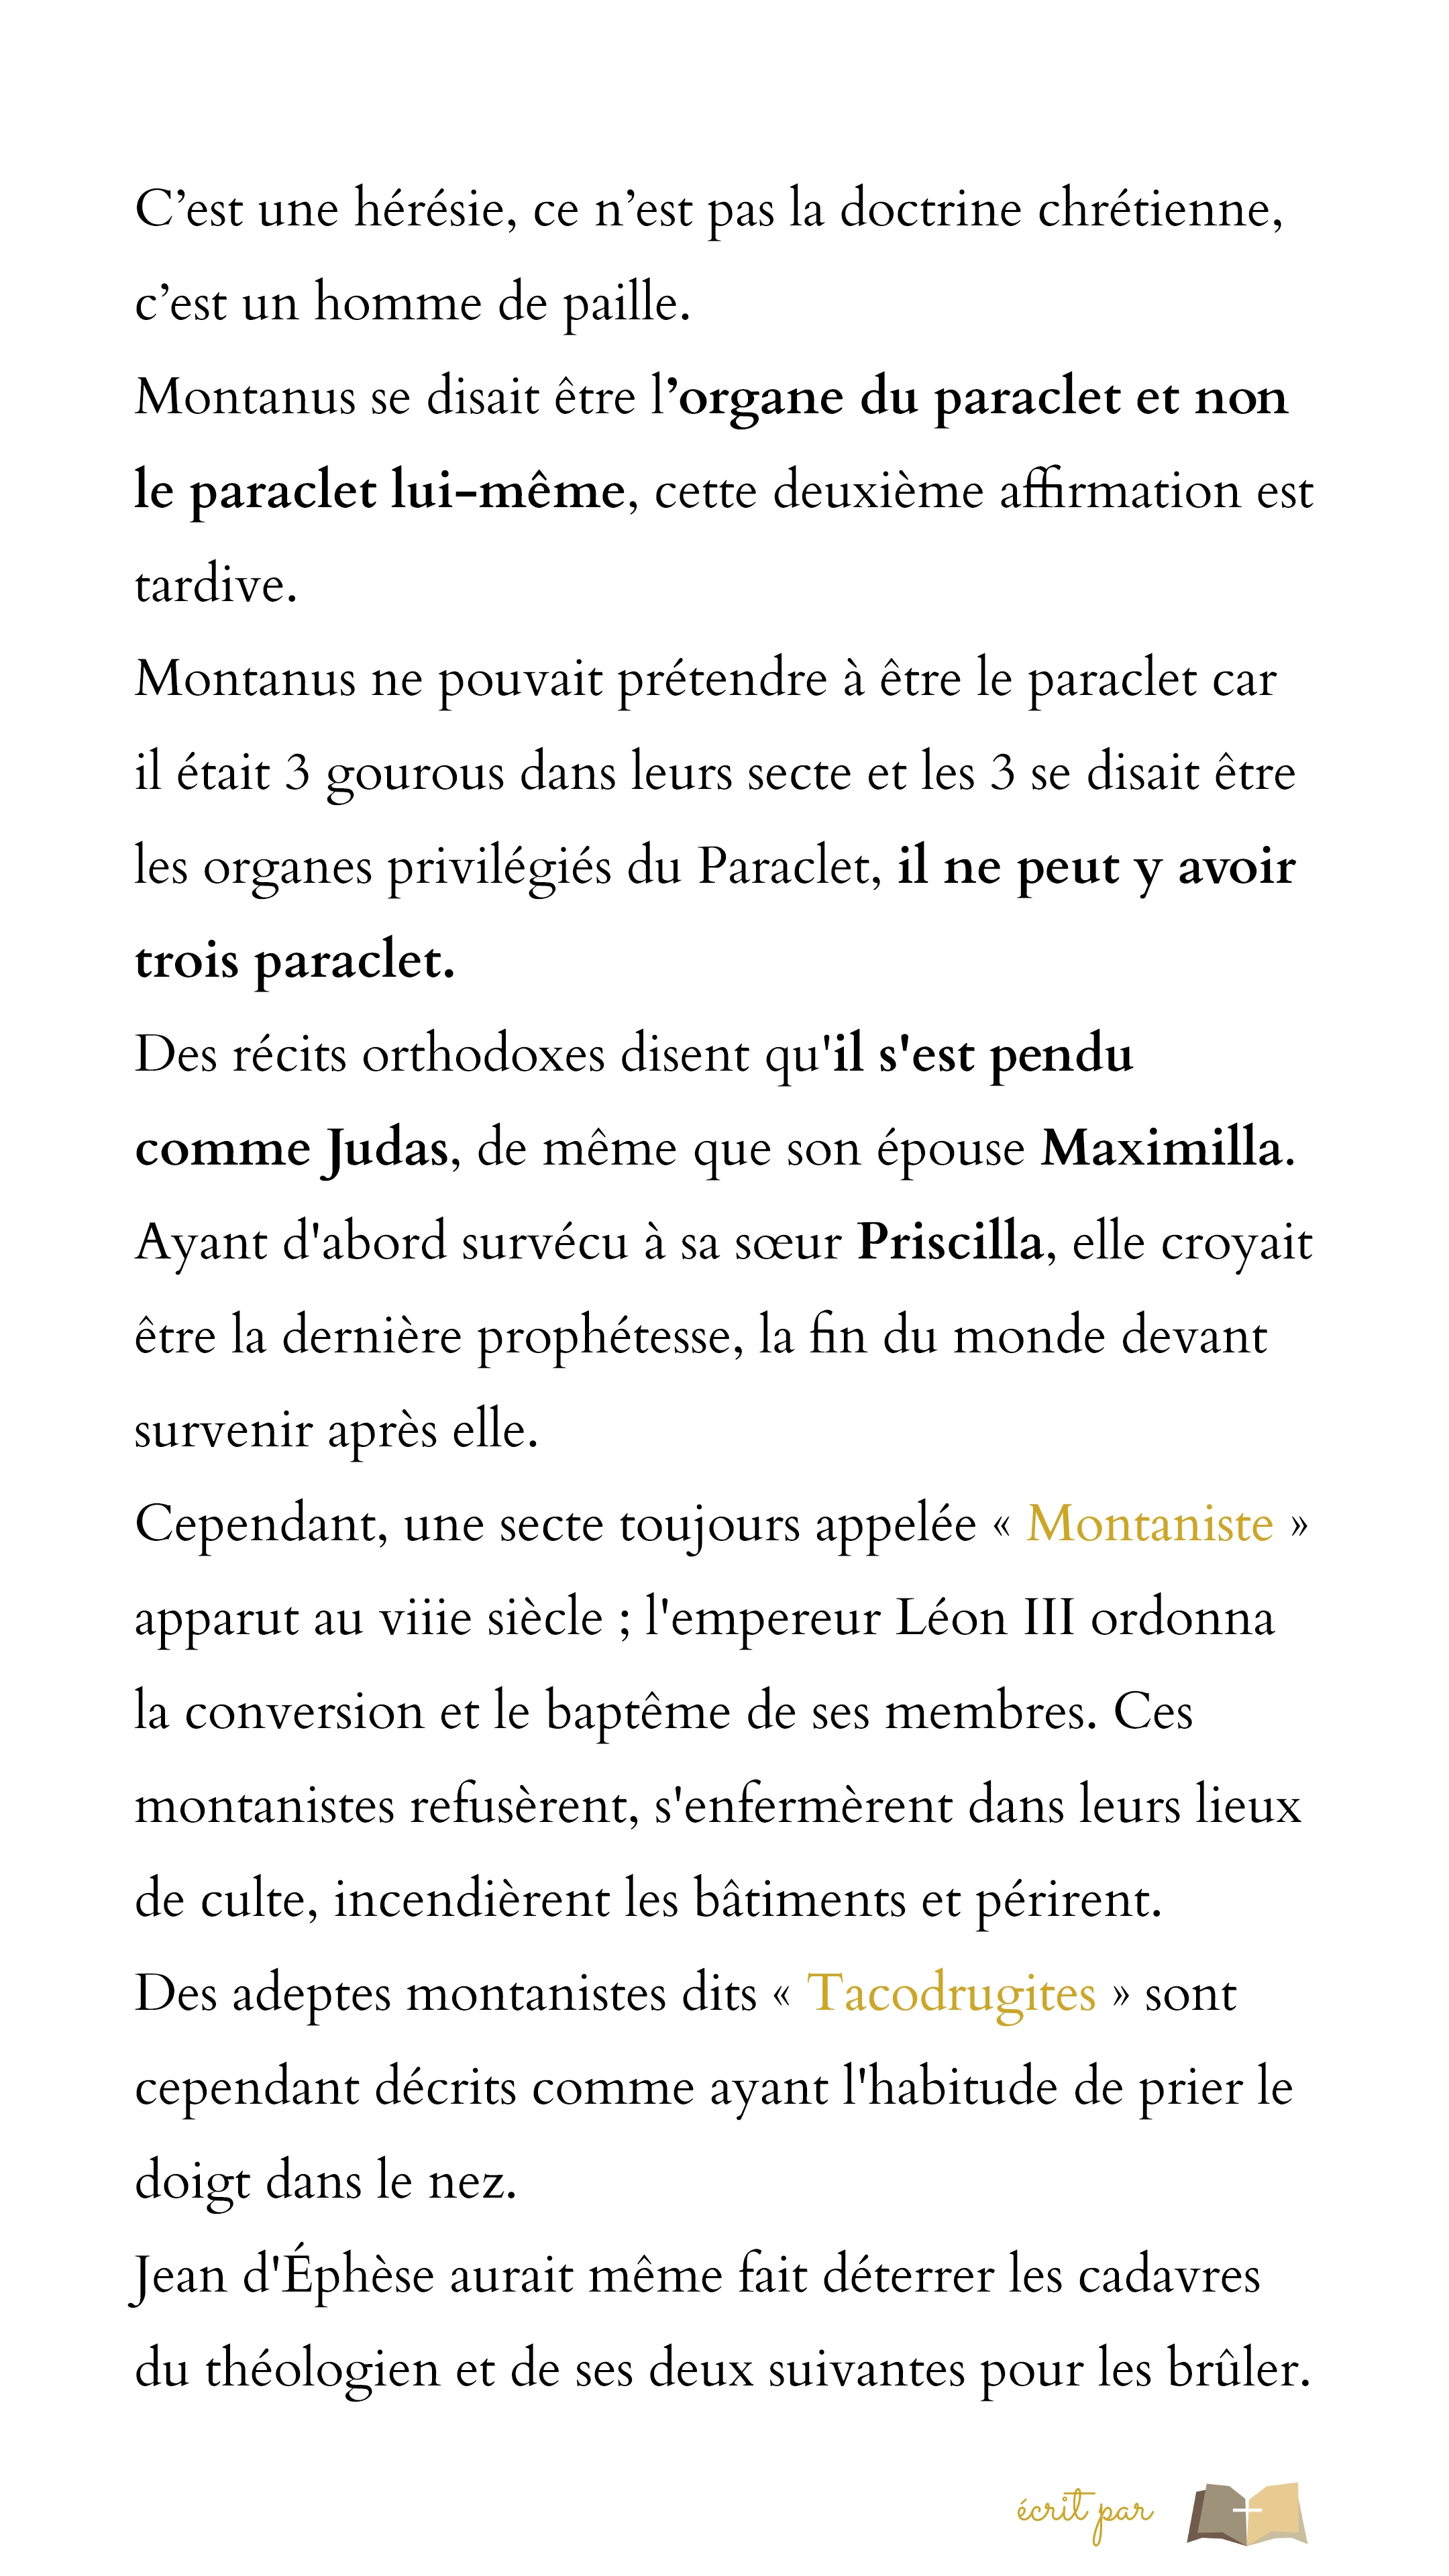 C’est une hérésie, ce n’est pas la doctrine chrétienne,
c’est un homme de paille.
Montanus se disait être l’organe du paraclet et non
le paraclet lui-même, cette deuxième affirmation est
tardive.
Montanus ne pouvait prétendre à être le paraclet car
il était 3 gourous dans leurs secte et les 3 se disait être
les organes privilégiés du Paraclet, il ne peut y avoir
trois paraclet.
Des récits orthodoxes disent qu'il s'est pendu
comme Judas, de même que son épouse Maximilla.
Ayant d'abord survécu à sa sœur Priscilla, elle croyait
être la dernière prophétesse, la fin du monde devant
survenir après elle.
Cependant, une secte toujours appelée « Montaniste »
apparut au viiie siècle ; l'empereur Léon III ordonna
la conversion et le baptême de ses membres. Ces
montanistes refusèrent, s'enfermèrent dans leurs lieux
de culte, incendièrent les bâtiments et périrent.
Des adeptes montanistes dits « Tacodrugites » sont
cependant décrits comme ayant l'habitude de prier le
doigt dans le nez.
Jean d'Éphèse aurait même fait déterrer les cadavres
du théologien et de ses deux suivantes pour les brûler.
écrit par